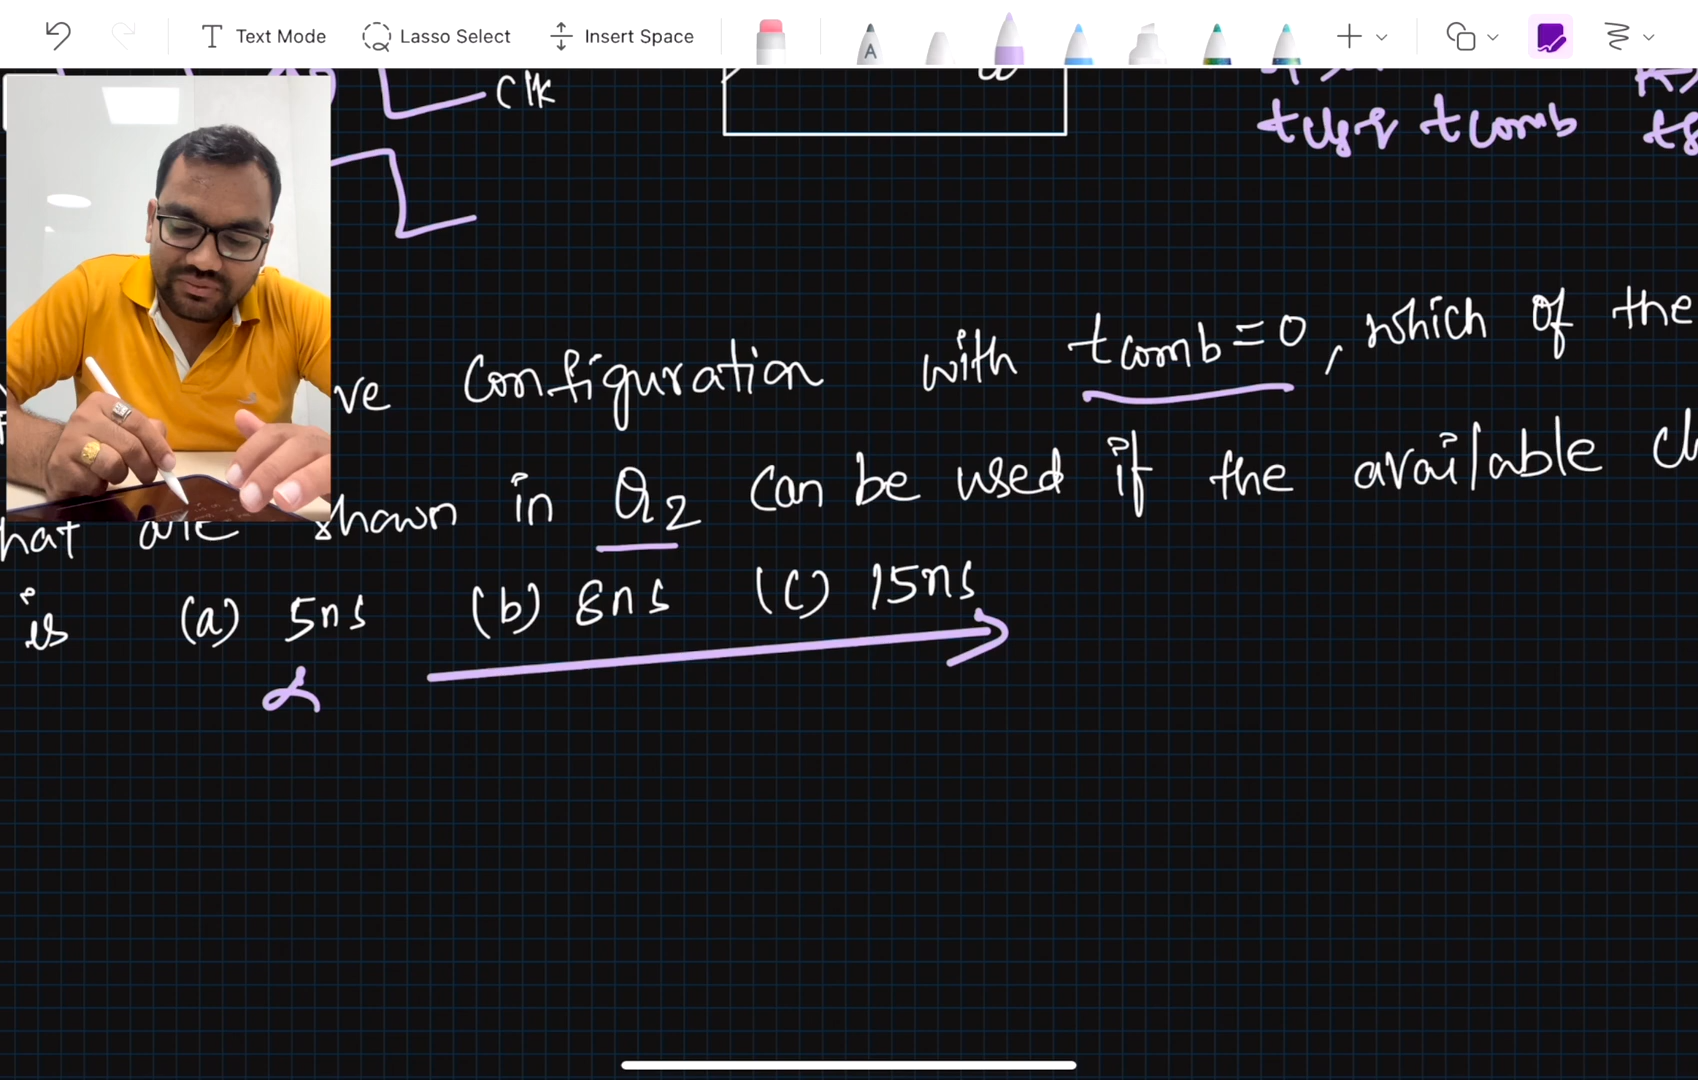 Text Mode Lasso Select Insert Space
A
Clk
tclkq tcomb
ve configuration with tcomb=0, which of the
hat are shown in Q2 can be used if the available cl
is (a) 5ns (b) 8ns (c) 15ns